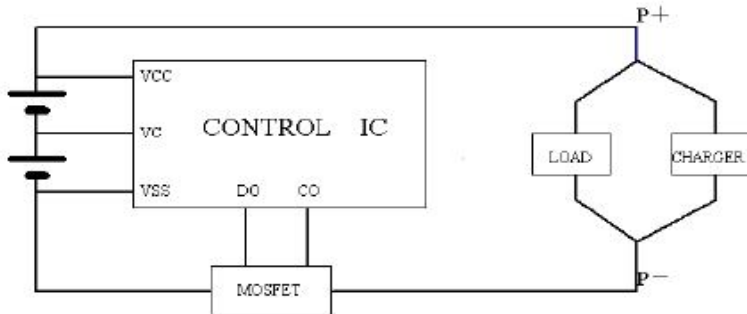 P+
VCC
VC
CONTROL IC
LOAD
CHARGER
VSS
DO
CO
P-
MOSFET